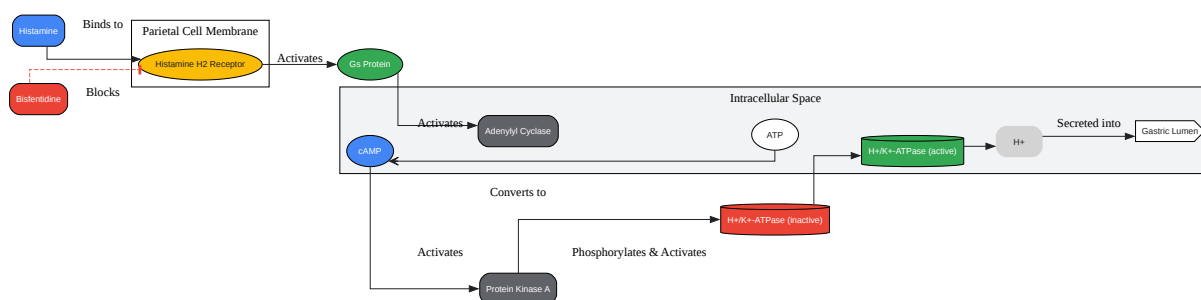 Histamine
Binds to
Parietal Cell Membrane
Histamine H2 Receptor
Activates
Gs Protein
Bisfentidine
Blocks
Intracellular Space
Activates
Adenylyl Cyclase
ATP
cAMP
H+/K+-ATPase (active)
H+
Secreted into
Gastric Lumen
Converts to
H+/K+-ATPase (inactive)
Activates
Phosphorylates & Activates
Protein Kinase A